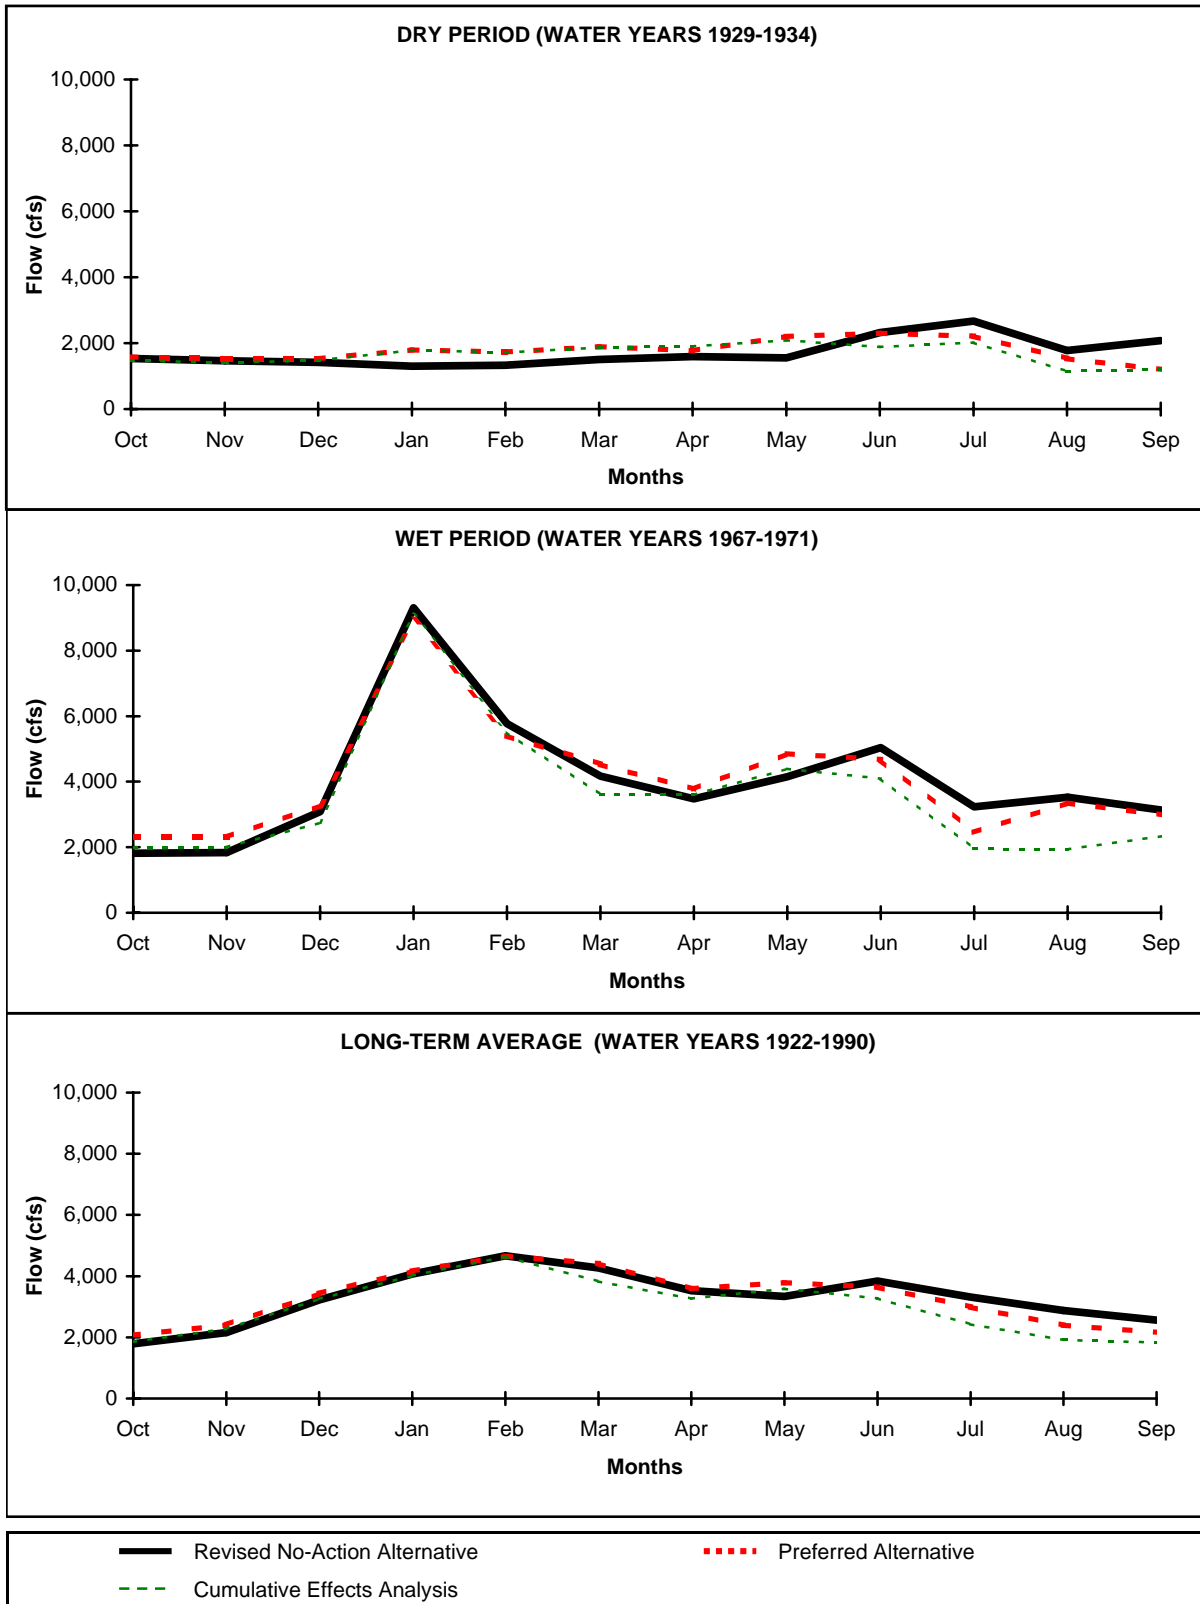 DRY PERIOD (WATER YEARS 1929-1934)
10,000
8,000
6,000
4,000
2,000
0
Flow (cfs)
Oct Nov Dec Jan Feb Mar Apr May Jun Jul Aug Sep
Months
WET PERIOD (WATER YEARS 1967-1971)
10,000
8,000
6,000
4,000
2,000
0
Flow (cfs)
Oct Nov Dec Jan Feb Mar Apr May Jun Jul Aug Sep
Months
LONG-TERM AVERAGE (WATER YEARS 1922-1990)
10,000
8,000
6,000
4,000
2,000
0
Flow (cfs)
Oct Nov Dec Jan Feb Mar Apr May Jun Jul Aug Sep
Months
Revised No-Action Alternative Preferred Alternative
Cumulative Effects Analysis